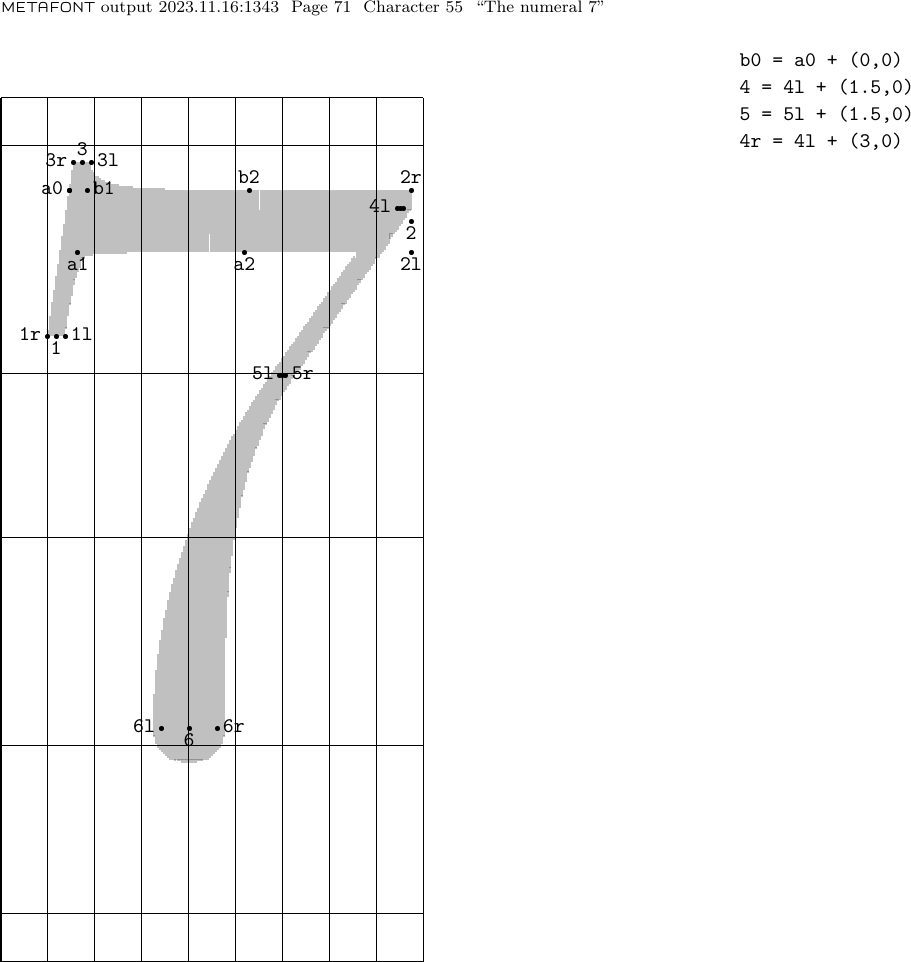 METAFONT output 2023.11.16:1343 Page 71 Character 55 “The numeral 7”
b0 = a0 + (0,0)
4 = 4l + (1.5,0)
5 = 5l + (1.5,0)
4r = 4l + (3,0)
3
3r 3l
a0 b1 b2 2r
4l
2
a1 a2 2l
1r 1l
1
5l 5r
6l 6r
6